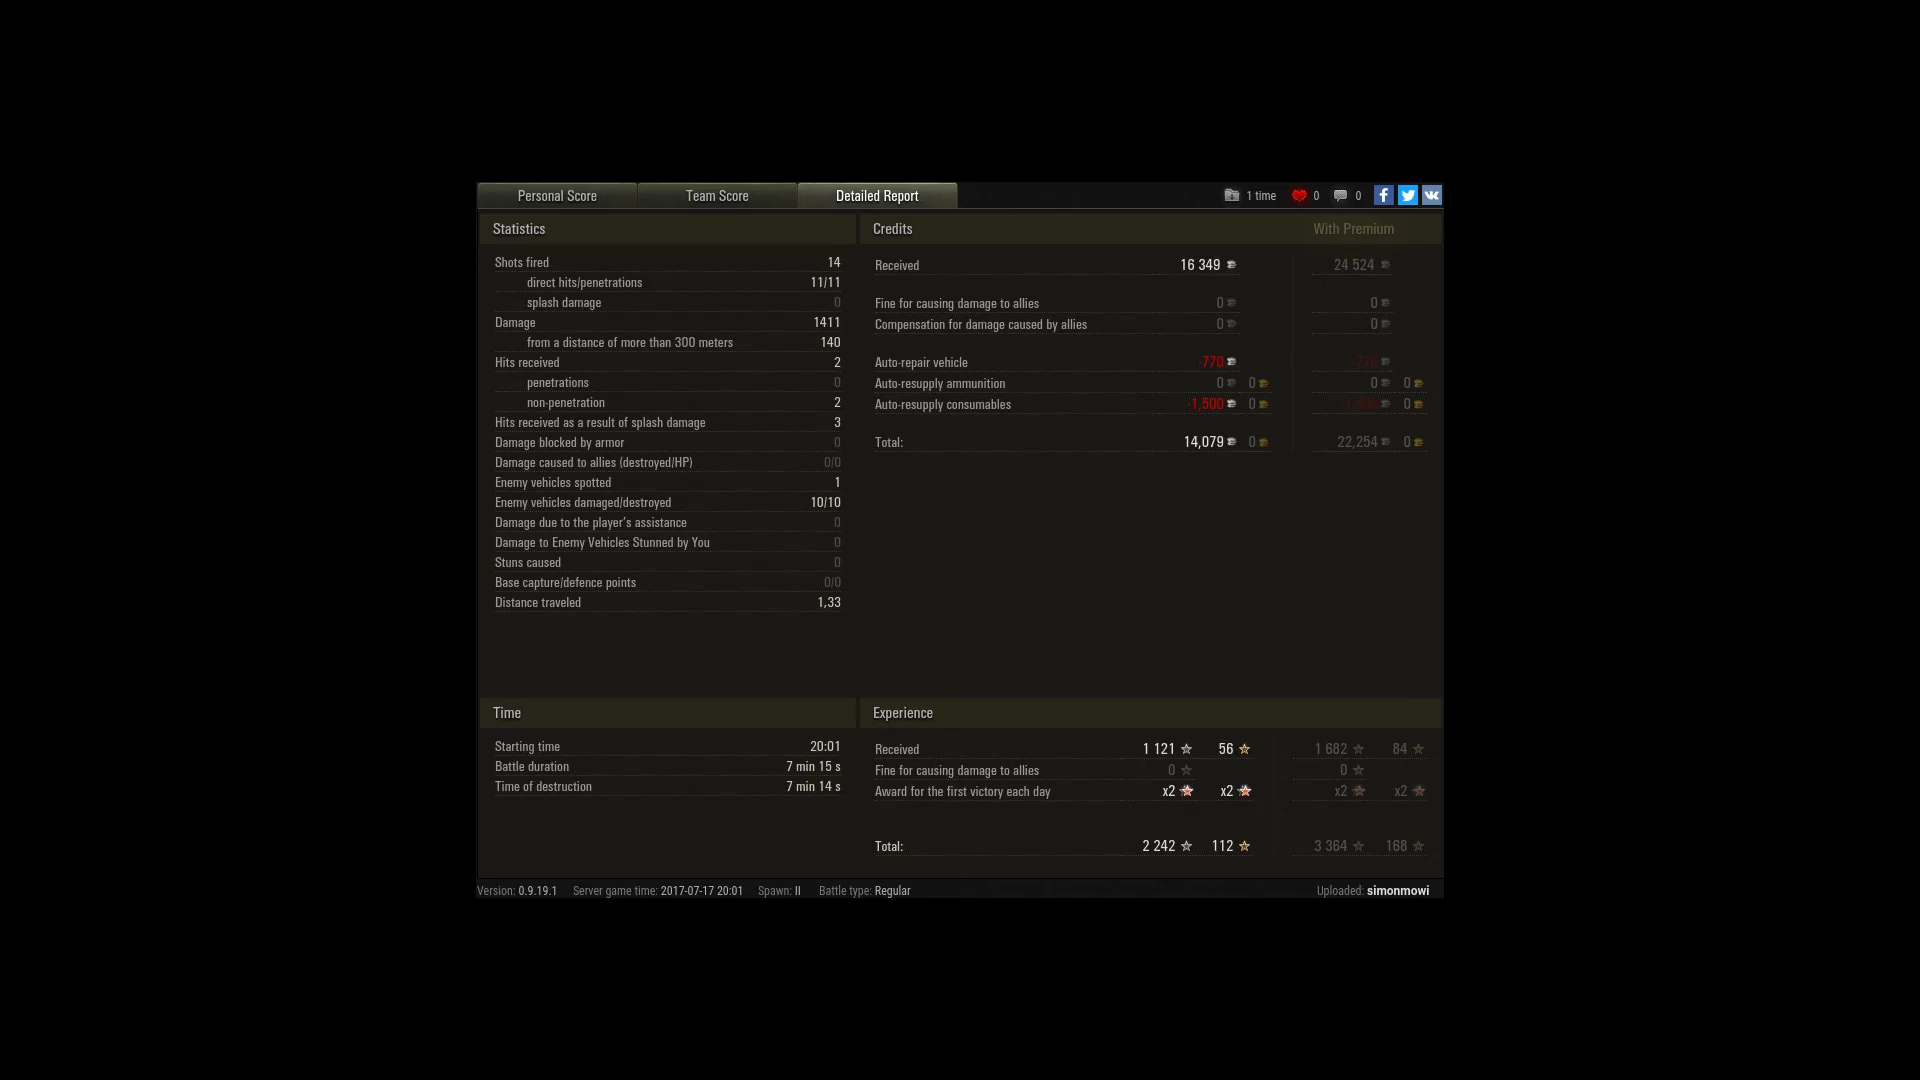 Personal Score Team Score Detailed Report 1 time 0 0
Statistics
Shots fired 14
direct hits/penetrations 11/11
splash damage 0
Damage 1411
from a distance of more than 300 meters 140
Hits received 2
penetrations 0
non-penetration 2
Hits received as a result of splash damage 3
Damage blocked by armor 0
Damage caused to allies (destroyed/HP) 0/0
Enemy vehicles spotted 1
Enemy vehicles damaged/destroyed 10/10
Damage due to the player's assistance 0
Damage to Enemy Vehicles Stunned by You 0
Stuns caused 0
Base capture/defence points 0/0
Distance traveled 1,33
Credits With Premium
Received 16 349 24 524
Fine for causing damage to allies 0 0
Compensation for damage caused by allies 0 0
Auto-repair vehicle -770 -770
Auto-resupply ammunition 0 0 0 0
Auto-resupply consumables -1,500 0 0
Total: 14,079 0 22,254 0
Time
Starting time 20:01
Battle duration 7 min 15 s
Time of destruction 7 min 14 s
Experience
Received 1 121 56 1 682 84
Fine for causing damage to allies 0 0
Award for the first victory each day x2 x2 x2 x2
Total: 2 242 112 3 364 168
Version: 0.9.19.1 Server game time: 2017-07-17 20:01 Spawn: II Battle type: Regular Uploaded: simonmowi